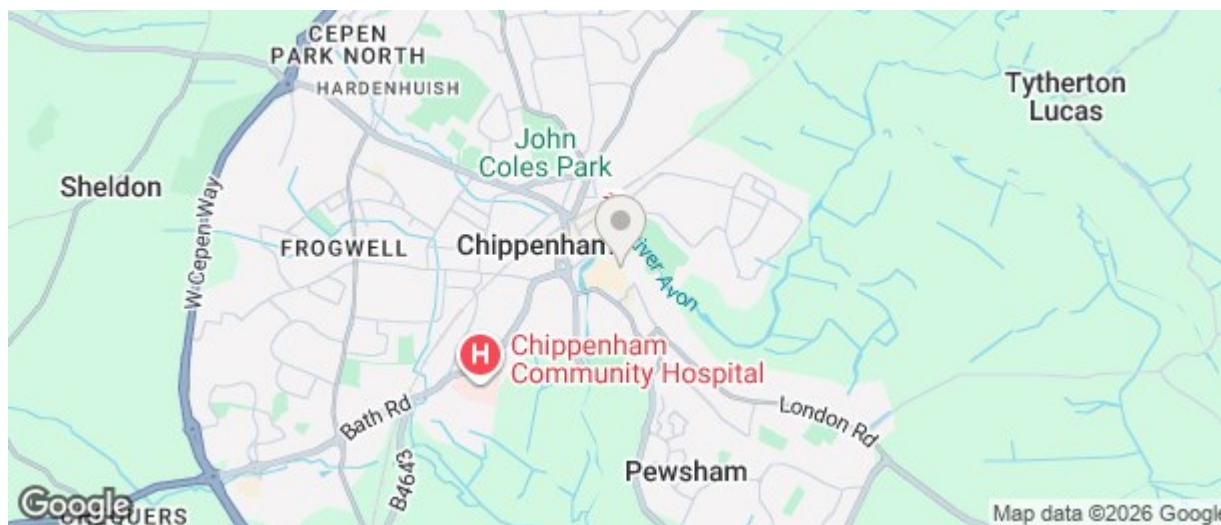 CEPEN
PARK NORTH
HARDENHUISH
Tytherton
Lucas
John
Coles Park
Sheldon
W Cepen Way
FROGWELL
Chippenham
River Avon
H
Chippenham
Community Hospital
Bath Rd
London Rd
B4643
Pewsham
Google
Map data ©2026 Google